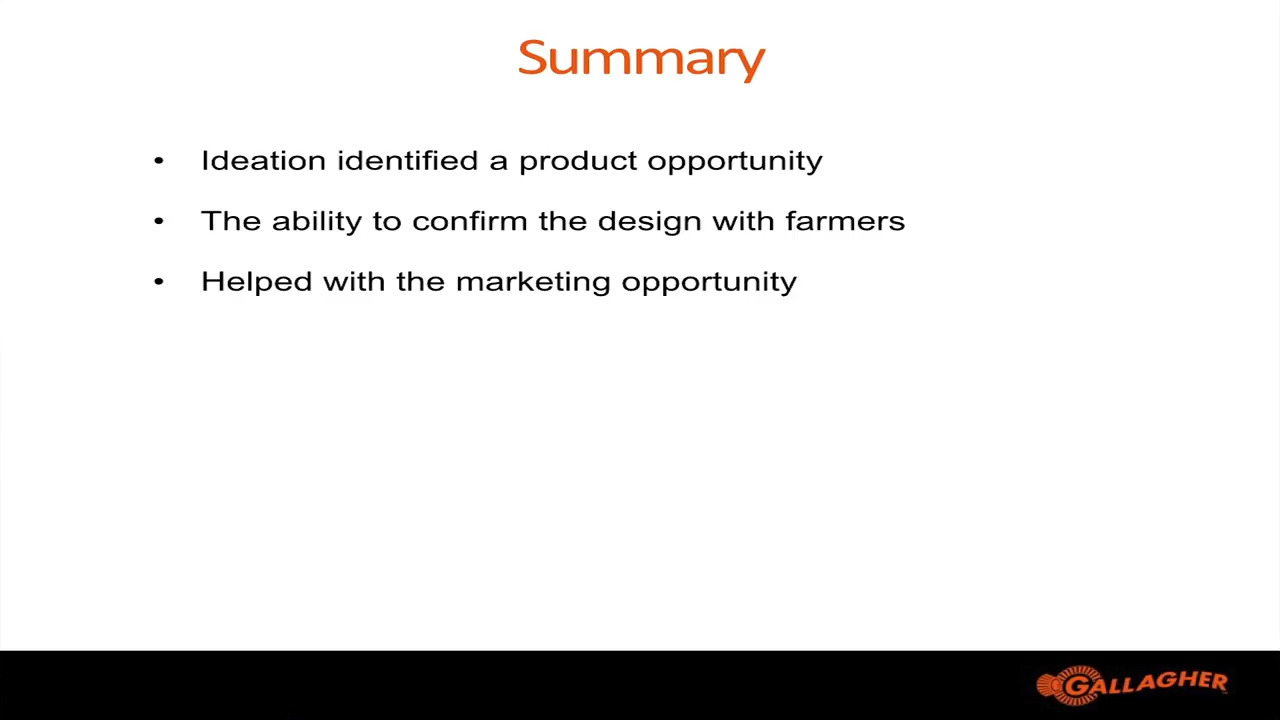 Summary
• Ideation identified a product opportunity
• The ability to confirm the design with farmers
• Helped with the marketing opportunity
GALLAGHER